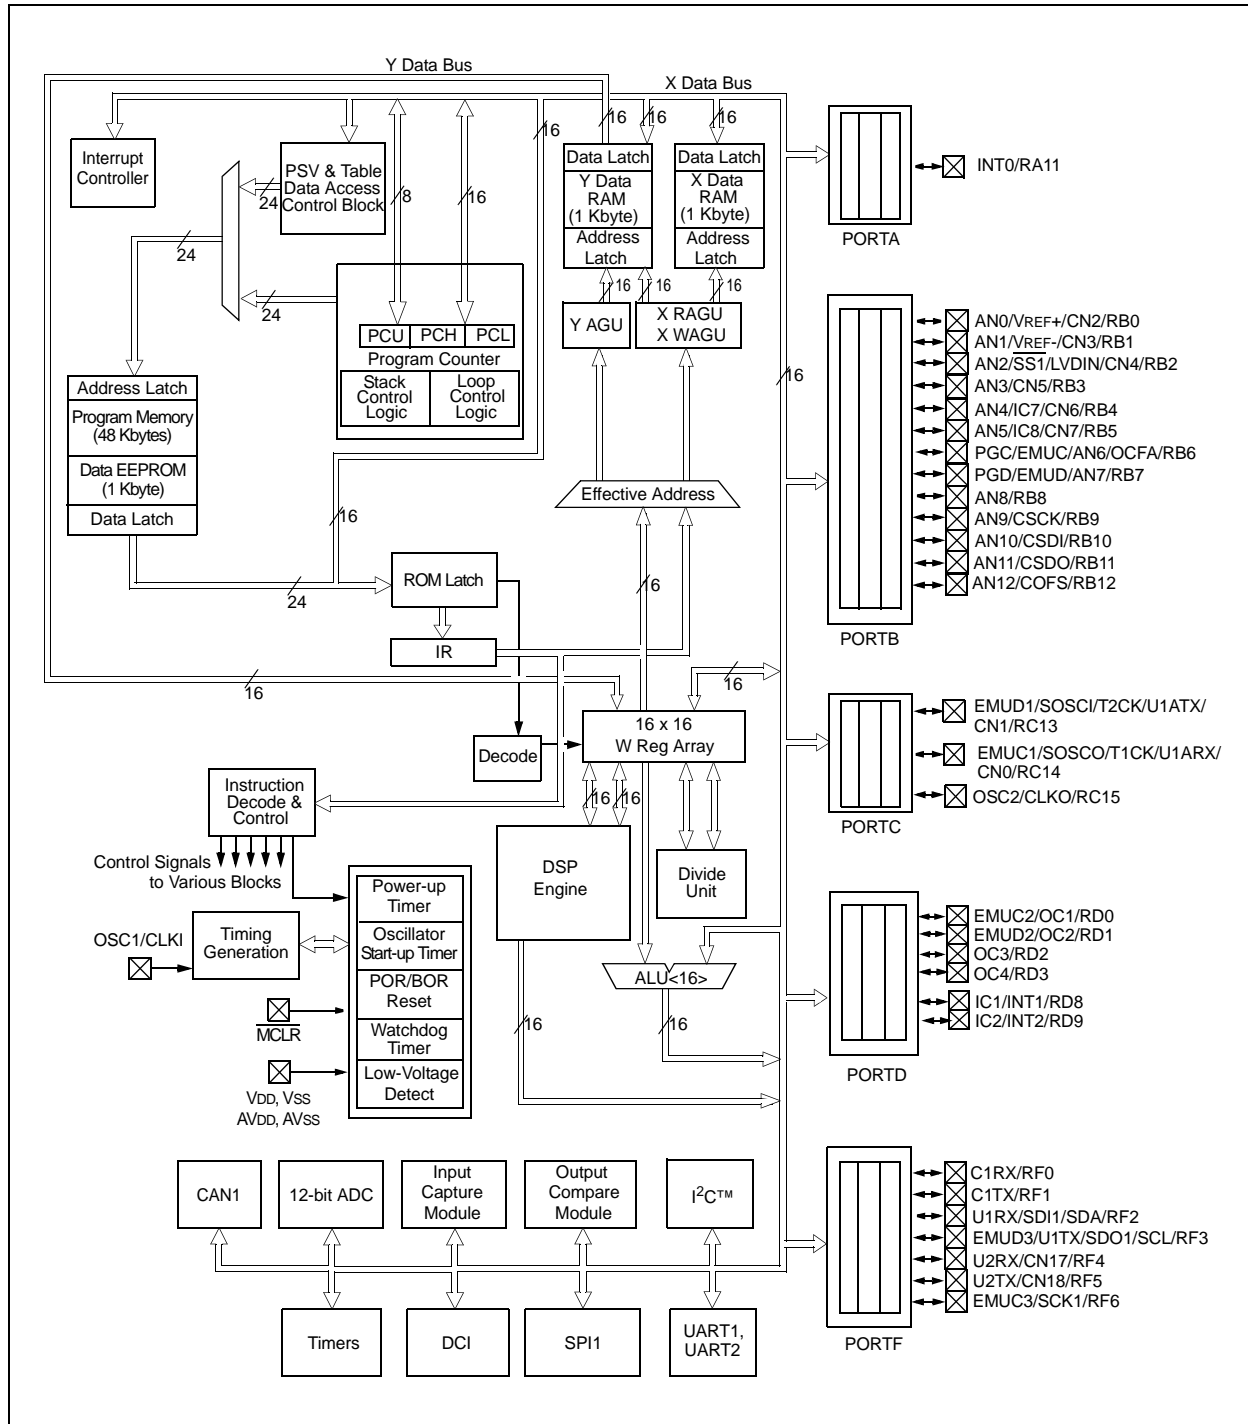 Y Data Bus
X Data Bus
16
16
16
16
Interrupt
Controller
PSV & Table
Data Access
Control Block
24
8
16
Data Latch
Y Data
RAM
(1 Kbyte)
Address
Latch
Data Latch
X Data
RAM
(1 Kbyte)
Address
Latch
INT0/RA11
PORTA
24
24
16
16
16
Y AGU
X RAGU
X WAGU
PCU PCH PCL
Program Counter
Stack
Control
Logic
Loop
Control
Logic
16
Address Latch
Program Memory
(48 Kbytes)
Data EEPROM
(1 Kbyte)
Data Latch
Effective Address
16
24
ROM Latch
16
IR
AN0/VREF+/CN2/RB0
AN1/VREF-/CN3/RB1
AN2/SS1/LVDIN/CN4/RB2
AN3/CN5/RB3
AN4/IC7/CN6/RB4
AN5/IC8/CN7/RB5
PGC/EMUC/AN6/OCFA/RB6
PGD/EMUD/AN7/RB7
AN8/RB8
AN9/CSCK/RB9
AN10/CSDI/RB10
AN11/CSDO/RB11
AN12/COFS/RB12
PORTB
16
16
16 x 16
W Reg Array
Decode
EMUD1/SOSCI/T2CK/U1ATX/
CN1/RC13
EMUC1/SOSCO/T1CK/U1ARX/
CN0/RC14
OSC2/CLKO/RC15
PORTC
Instruction
Decode &
Control
16
16
Control Signals
to Various Blocks
DSP
Engine
Divide
Unit
Power-up
Timer
Oscillator
Start-up Timer
POR/BOR
Reset
Watchdog
Timer
Low-Voltage
Detect
OSC1/CLKI
Timing
Generation
MCLR
VDD, VSS
AVDD, AVSS
ALU<16>
16
16
EMUC2/OC1/RD0
EMUD2/OC2/RD1
OC3/RD2
OC4/RD3
IC1/INT1/RD8
IC2/INT2/RD9
PORTD
CAN1
12-bit ADC
Input
Capture
Module
Output
Compare
Module
I2C™
Timers
DCI
SPI1
UART1,
UART2
C1RX/RF0
C1TX/RF1
U1RX/SDI1/SDA/RF2
EMUD3/U1TX/SDO1/SCL/RF3
U2RX/CN17/RF4
U2TX/CN18/RF5
EMUC3/SCK1/RF6
PORTF